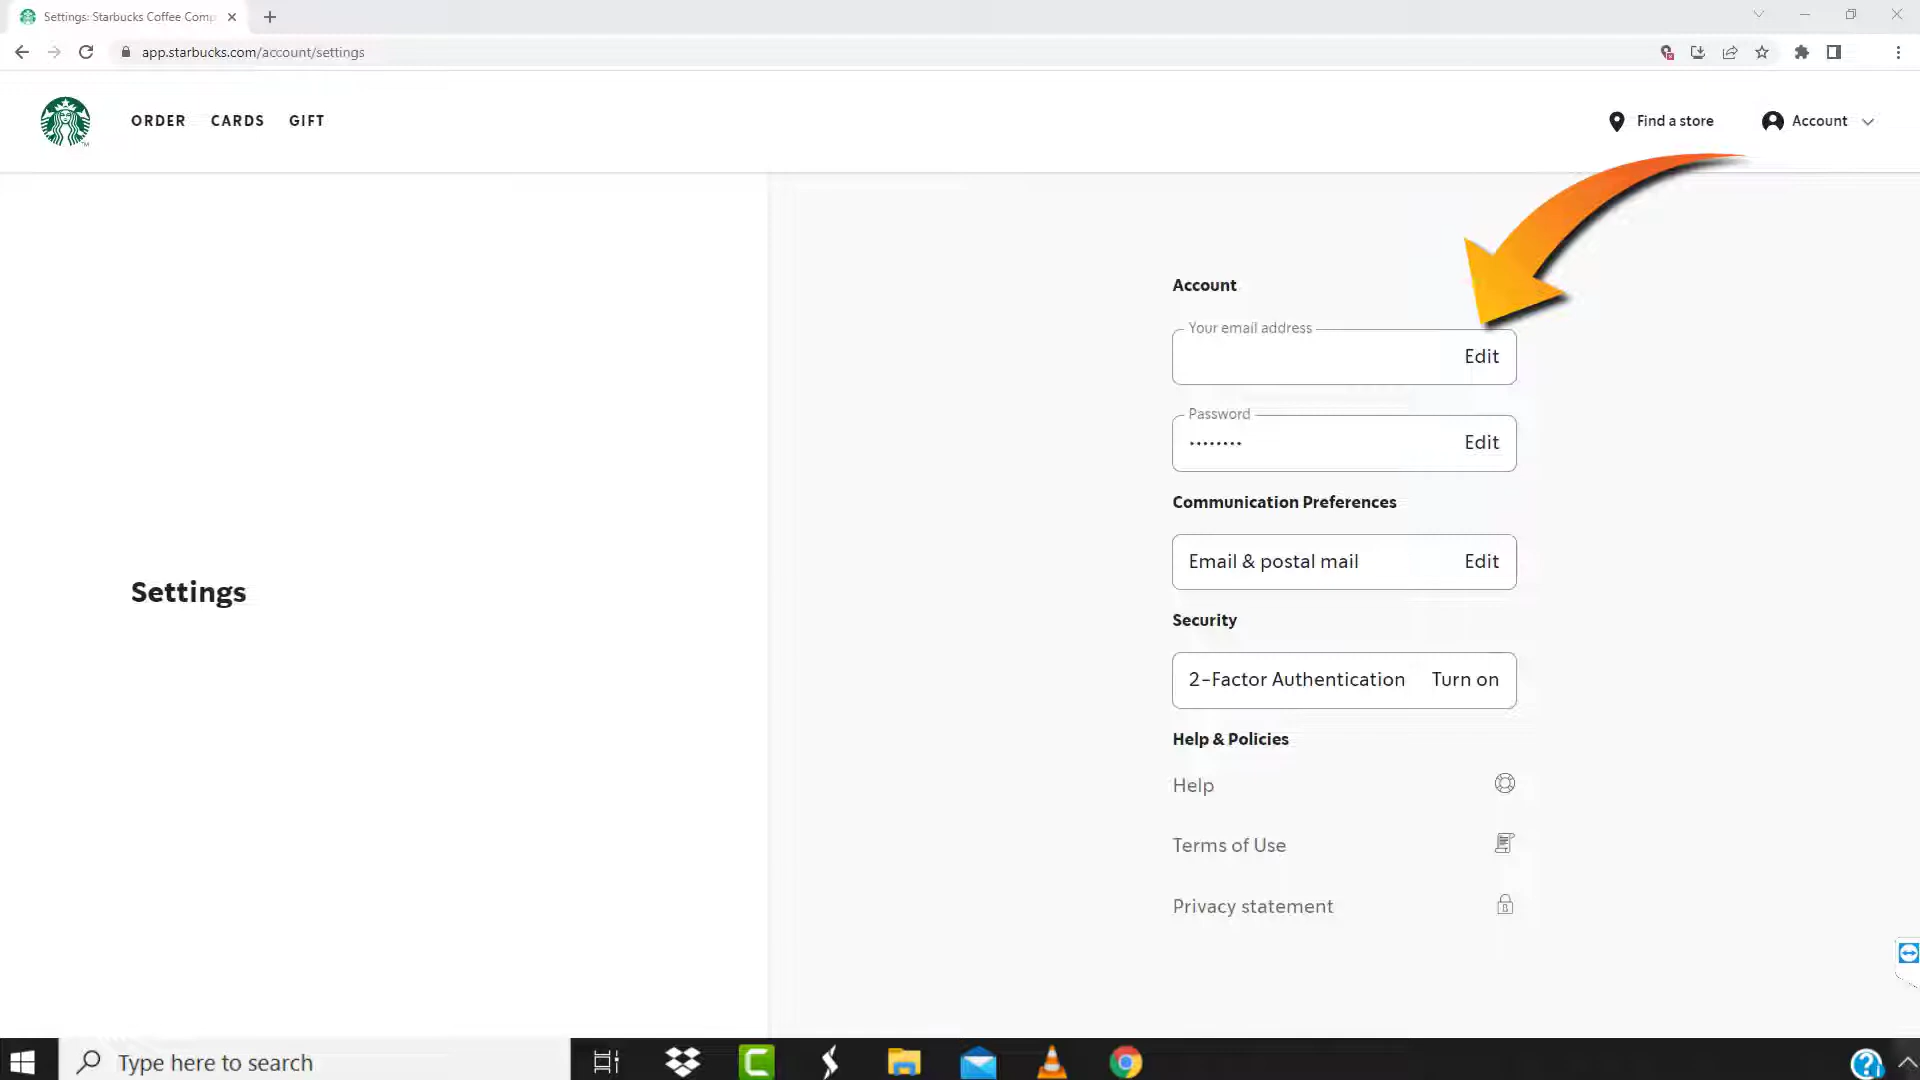 Settings: Starbucks Coffee Comp
app.starbucks.com/account/settings
ORDER CARDS GIFT
Find a store
Account
TM
Settings
Account
Your email address
Edit
Password
•••••••• Edit
Communication Preferences
Email & postal mail Edit
Security
2-Factor Authentication Turn on
Help & Policies
Help
Terms of Use
Privacy statement
Type here to search